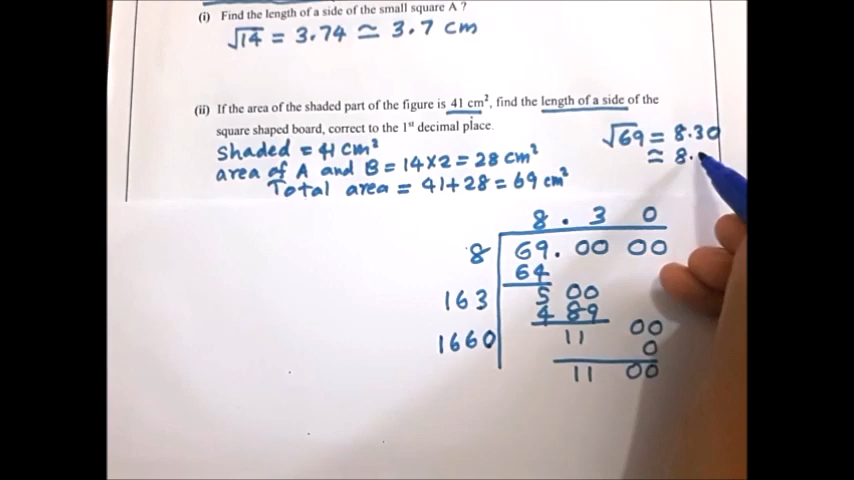 (i) Find the length of a side of the small square A ?
√14 = 3.74 ≃ 3.7 cm
(ii) If the area of the shaded part of the figure is 41 cm², find the length of a side of the
square shaped board, correct to the 1st decimal place.
shaded = 41 cm²
area of A and B = 14 × 2 = 28 cm²
Total area = 41 + 28 = 69 cm²
√69 = 8.30
≃ 8.
8 . 3 0
8 69. 00 00
64
163 5 00
4 89
1660 11 00
0
11 00